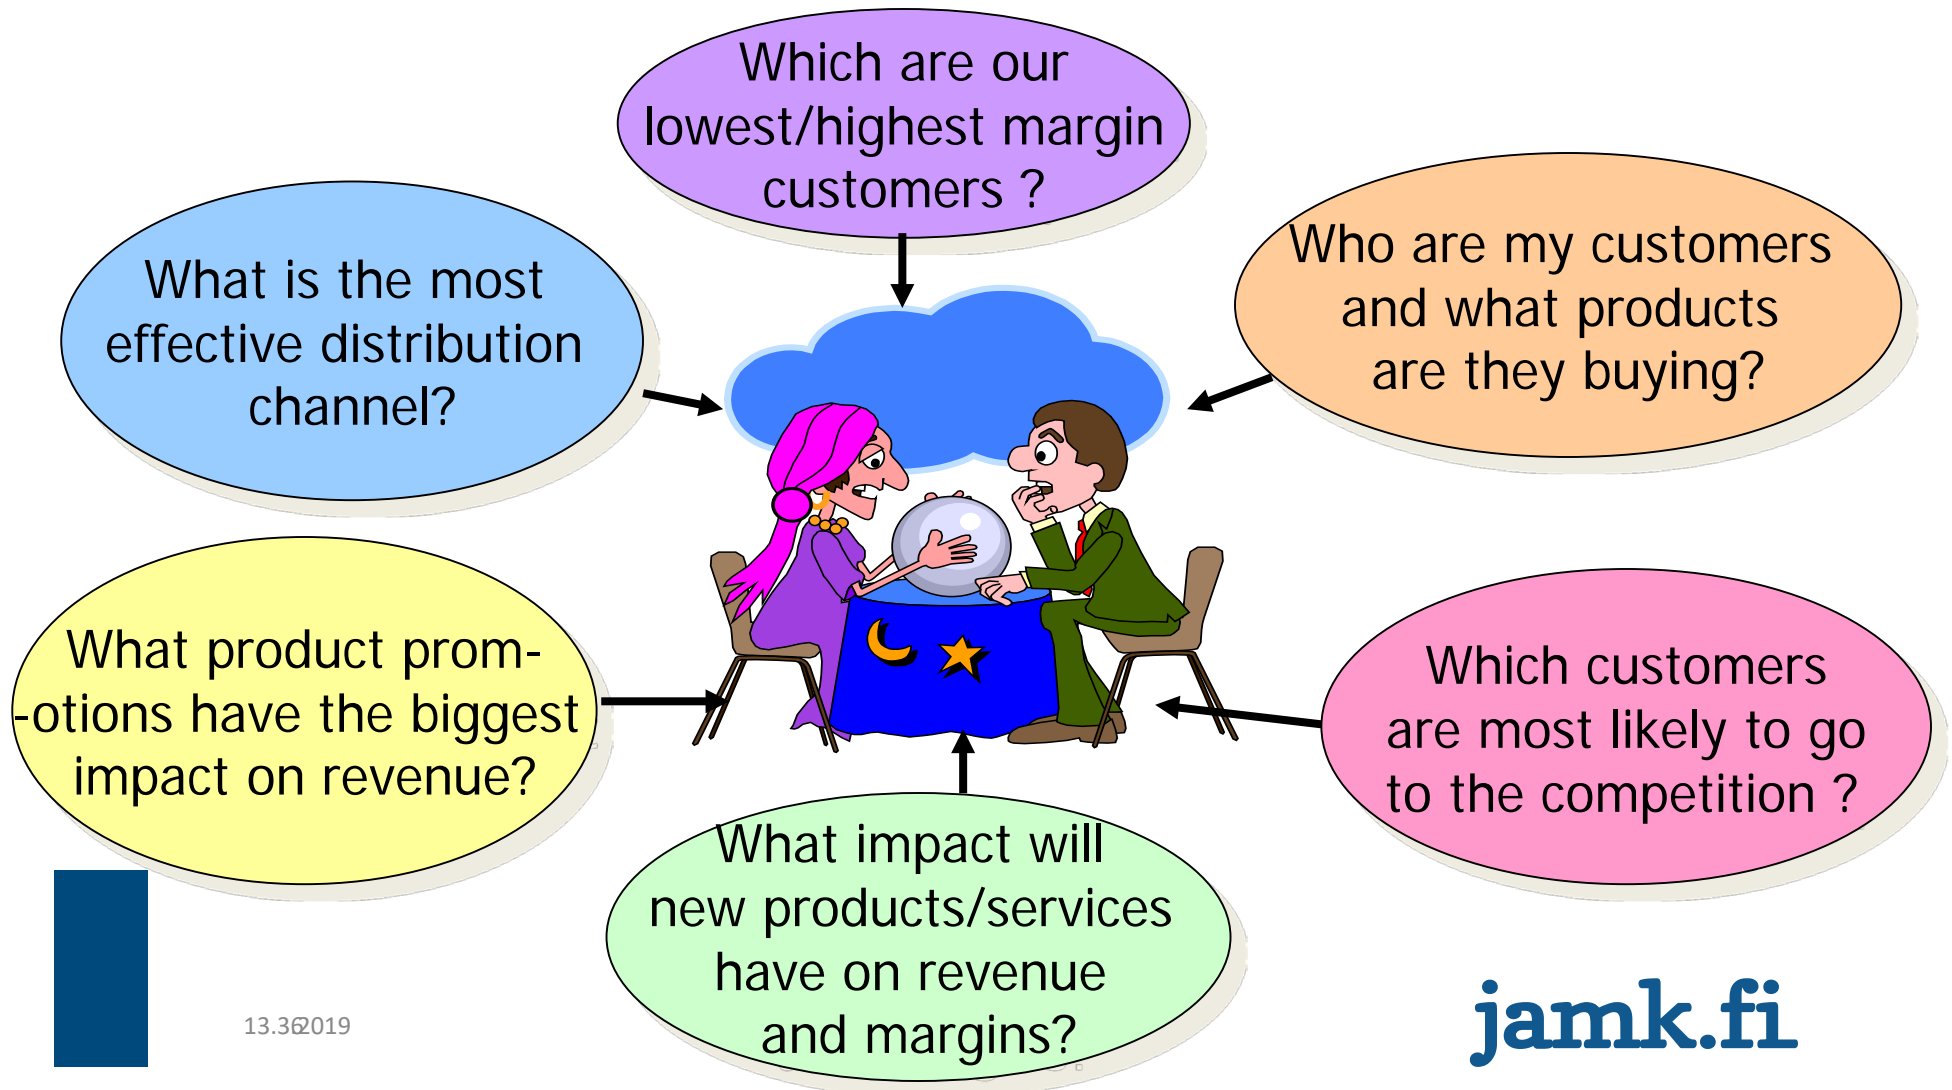 Which are our
lowest/highest margin
customers ?
What is the most
effective distribution
channel?
Who are my customers
and what products
are they buying?
What product prom-
-otions have the biggest
impact on revenue?
Which customers
are most likely to go
to the competition ?
What impact will
new products/services
have on revenue
and margins?
jamk.fi